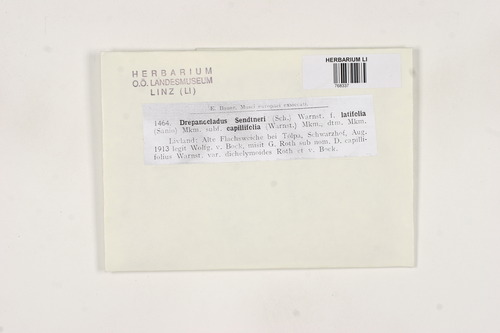 HERBARIUM
O.Ö. LANDESMUSEUM
LINZ (LI)
HERBARIUM LI
E. Bauer, Musci europaei exsiccati.
1464. Drepanocladus Sendtneri (Sch.) Warnst. f. latifolia
(Sanio) Mkm. subf. capillifolia (Warnst.) Mkm., dtm. Mkm.
Livland: Alte Flachsweiche bei Tölpa, Schwarzhof, Aug.
1913 legit Wolfg. v. Bock, misit G. Roth sub nom. D. capilli-
folius Warnst. var. dichelymoides Roth et v. Bock.